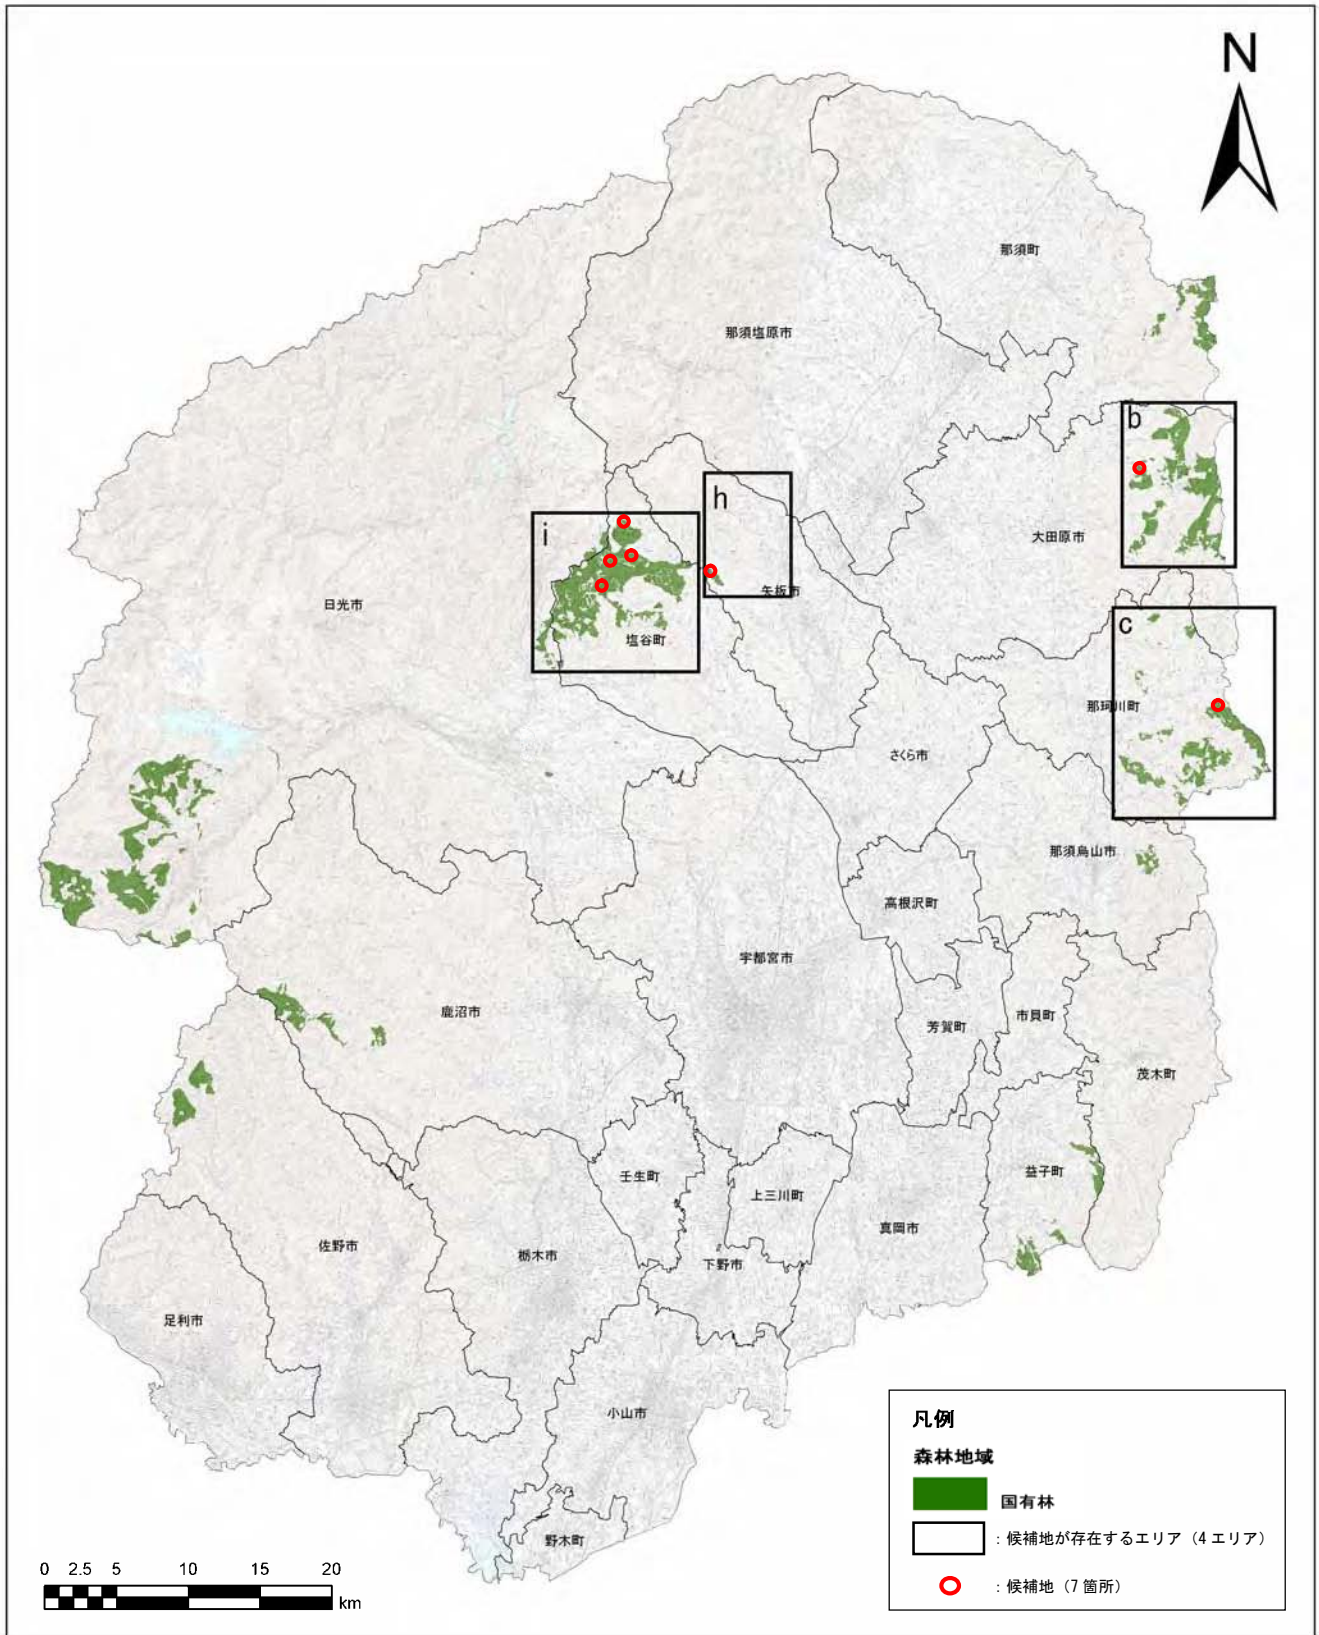 N
那須町
那須塩原市
b
h
i
大田原市
矢板市
日光市
塩谷町
c
那珂川町
さくら市
那須烏山市
高根沢町
宇都宮市
鹿沼市
芳賀町
市貝町
茂木町
壬生町
上三川町
益子町
真岡市
佐野市
栃木市
下野市
足利市
小山市
野木町
凡例
森林地域
国有林
：候補地が存在するエリア（4エリア）
：候補地（7箇所）
0 2.5 5 10 15 20
km